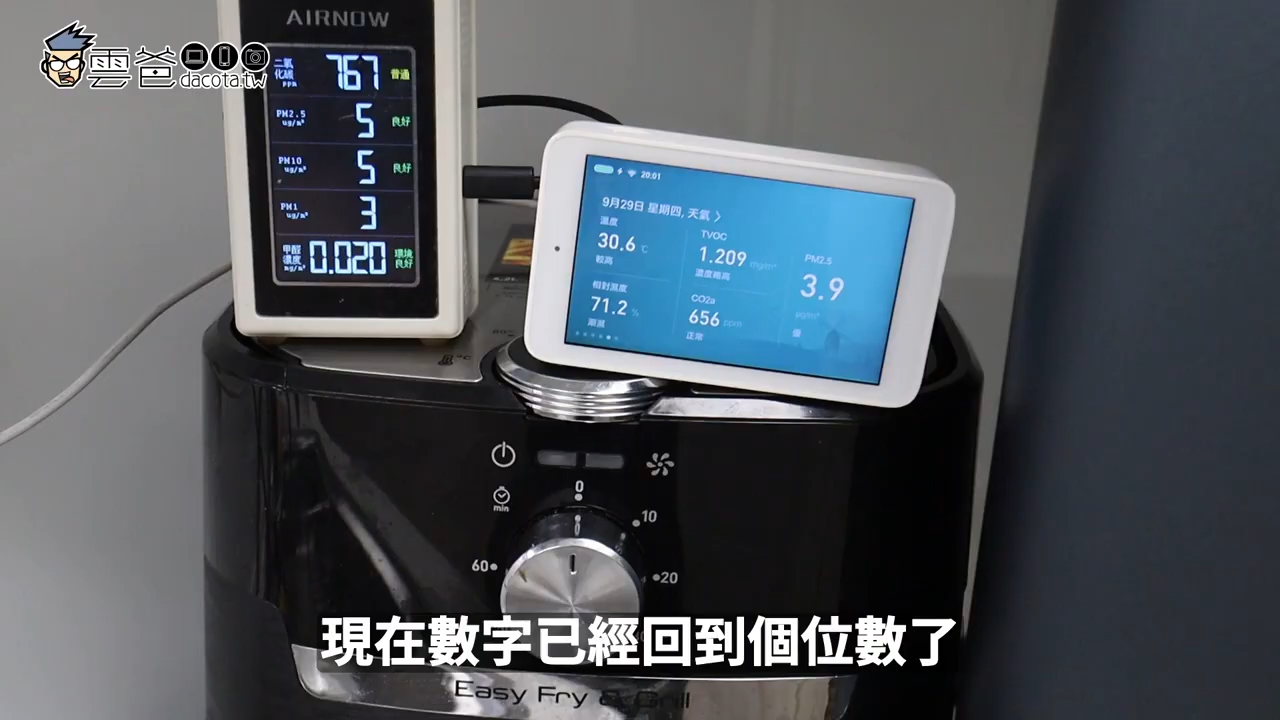 AIRNOW
雲爸
dacota.tw
二氧
化碳
ppm
767
普通
PM2.5
ug/m³
5
良好
PM10
ug/m³
5
良好
PM1
ug/m³
3
甲醛
濃度
mg/m³
0.020
環境
良好
20:01
9月29日 星期四, 天氣 >
溫度
30.6 ℃
較高
TVOC
1.209 mg/m³
濃度略高
PM2.5
3.9
μg/m³
優
相對濕度
71.2 %
潮濕
CO2a
656 ppm
正常
℃
min
0
10
20
60
現在數字已經回到個位數了
Easy Fry & Grill